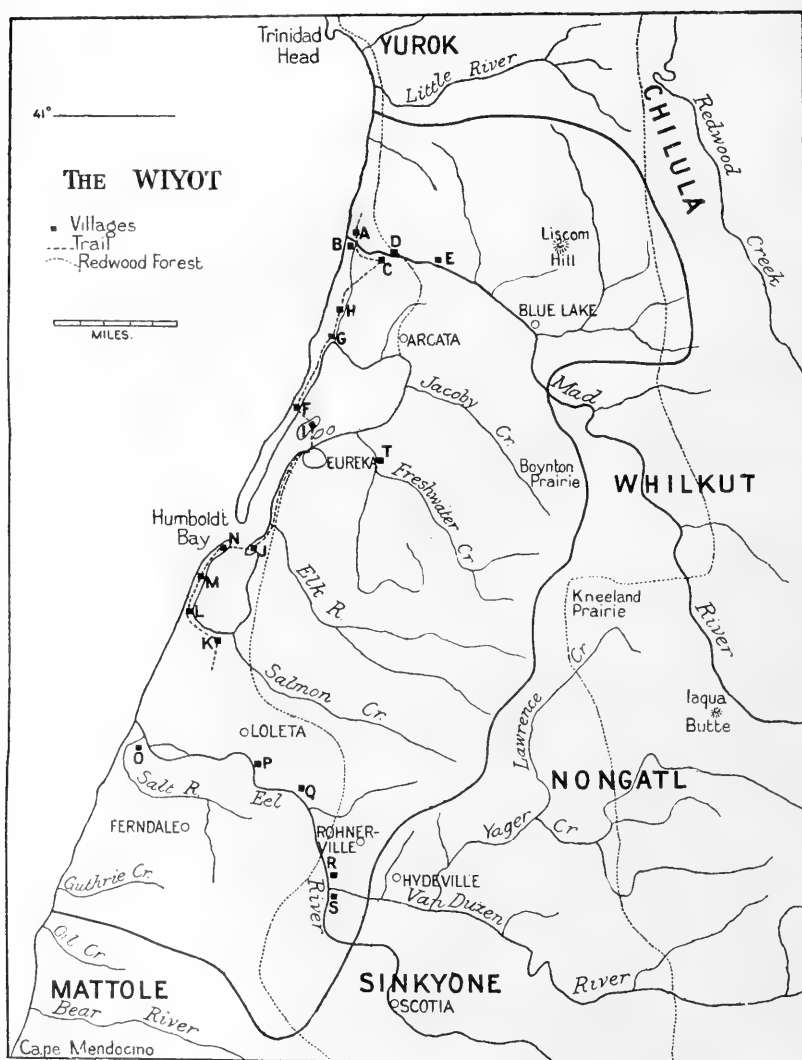 Trinidad
Head
YUROK
Little River
41°
CHILULA
Redwood
Creek
THE WIYOT
Villages
Trail
Redwood Forest
MILES.
A
B
D
C
E
Liscom
Hill
BLUE LAKE
H
G
ARCATA
Jacoby
Cr.
Mad
F
I
EUREKA
T
Freshwater
Cr.
Boynton
Prairie
WHILKUT
Humboldt
Bay
N
J
M
L
K
Elk R.
Kneeland
Prairie
River
Salmon
Cr.
Lawrence
Cr
Iaqua
Butte
LOLETA
O
P
Salt R.
Eel
Q
NONGATL
FERNDALE
ROHNER-
VILLE
Yager
Cr
R
HYDEVILLE
Guthrie Cr.
River
S
Van Duzen
Oil Cr.
MATTOLE
SINKYONE
River
Bear River
SCOTIA
Cape Mendocino